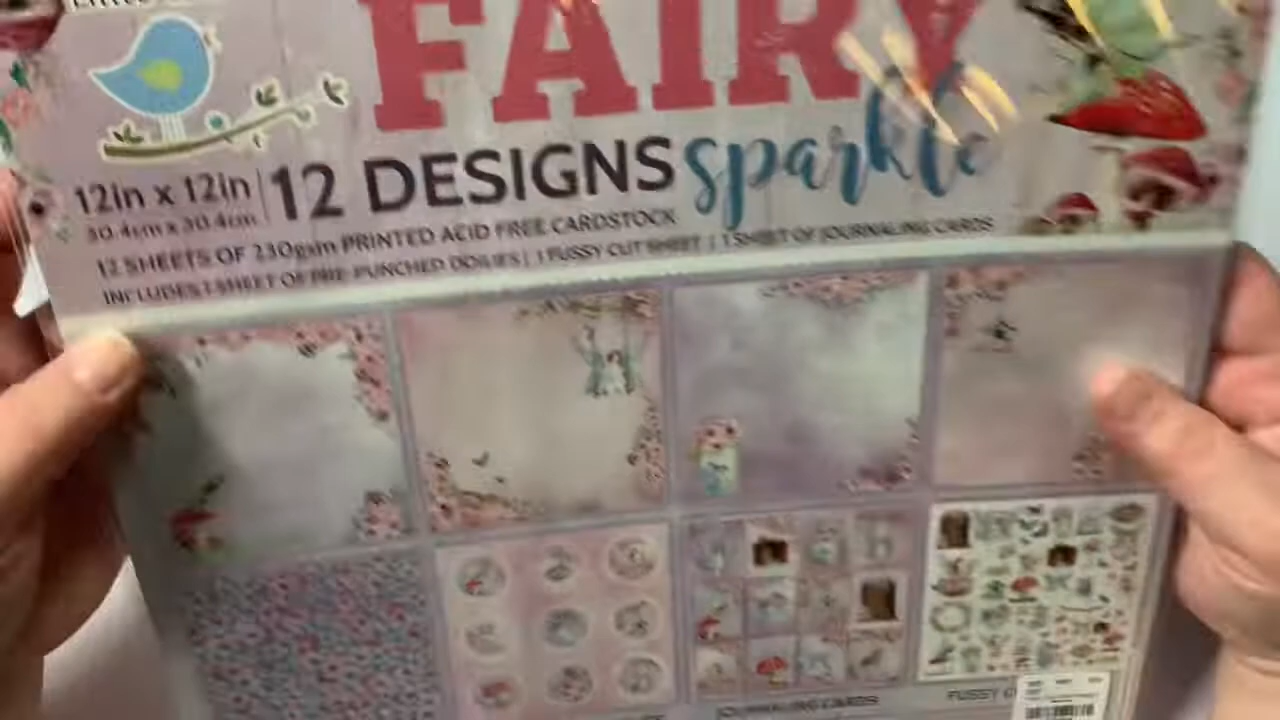 FAIRY
sparkle
12in x 12in
30.4cm x 30.4cm
12 DESIGNS
12 SHEETS OF 230gsm PRINTED ACID FREE CARDSTOCK
INCLUDES 1 SHEET OF PRE-PUNCHED DOILIES | 1 FUSSY CUT SHEET | 1 SHEET OF JOURNALING CARDS
JOURNALING CARDS
FUSSY